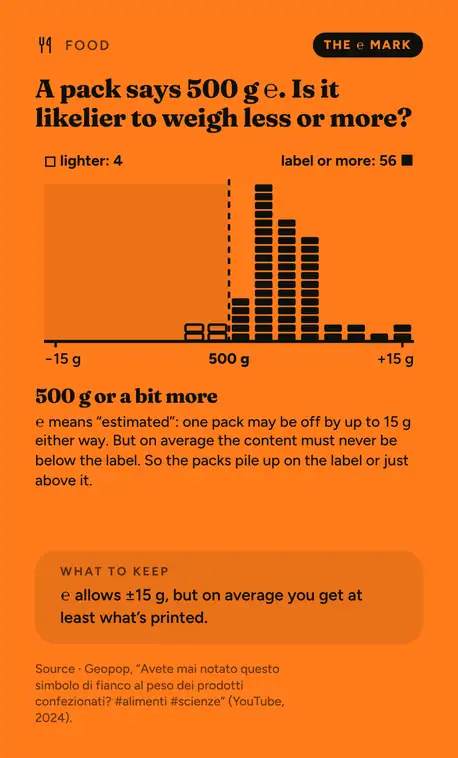 FOOD
THE ℮ MARK
A pack says 500 g ℮. Is it
likelier to weigh less or more?
lighter: 4
label or more: 56
−15 g
500 g
+15 g
500 g or a bit more
℮ means “estimated”: one pack may be off by up to 15 g
either way. But on average the content must never be
below the label. So the packs pile up on the label or just
above it.
WHAT TO KEEP
℮ allows ±15 g, but on average you get at
least what’s printed.
Source · Geopop, “Avete mai notato questo
simbolo di fianco al peso dei prodotti
confezionati? #alimenti #scienze” (YouTube,
2024).